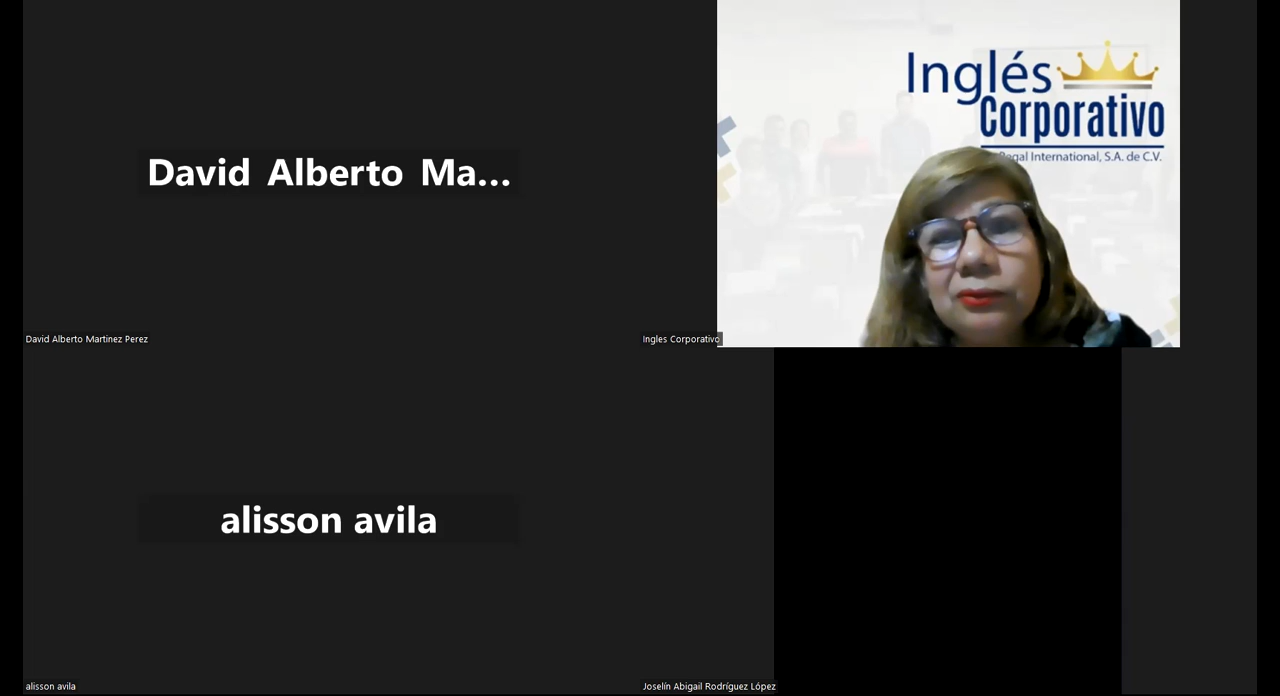 David Alberto Ma...
David Alberto Martinez Perez
Inglés
Corporativo
Regal International, S.A. de C.V.
Ingles Corporativo
alisson avila
alisson avila
Joselín Abigail Rodríguez López